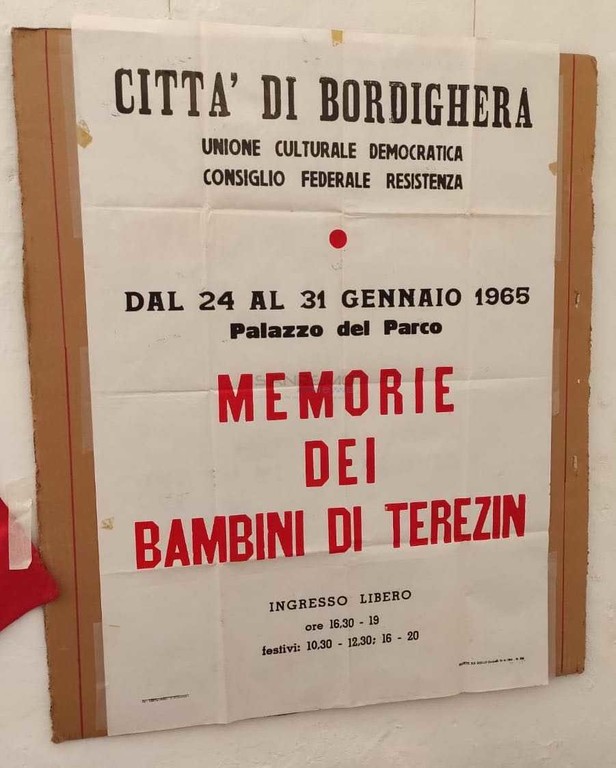 CITTA' DI BORDIGHERA
UNIONE CULTURALE DEMOCRATICA
CONSIGLIO FEDERALE RESISTENZA
DAL 24 AL 31 GENNAIO 1965
Palazzo del Parco
MEMORIE
DEI
BAMBINI DI TEREZIN
INGRESSO LIBERO
ore 16.30 - 19
festivi: 10.30 - 12.30; 16 - 20